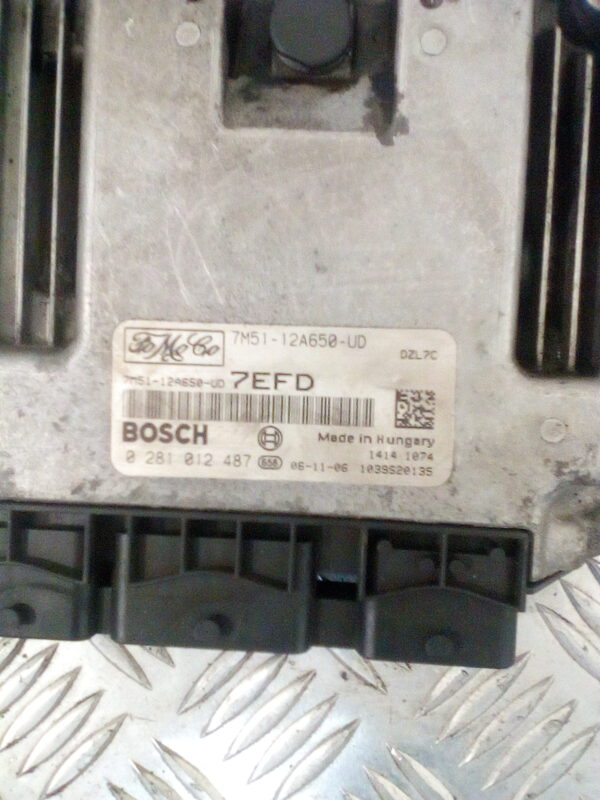 FoMoCo 7M51-12A650-UD
DZL7C
7M51-12A650-UD 7EFD
BOSCH Made in Hungary
1414 1074
0 281 012 487 656 06-11-06 1039S20135